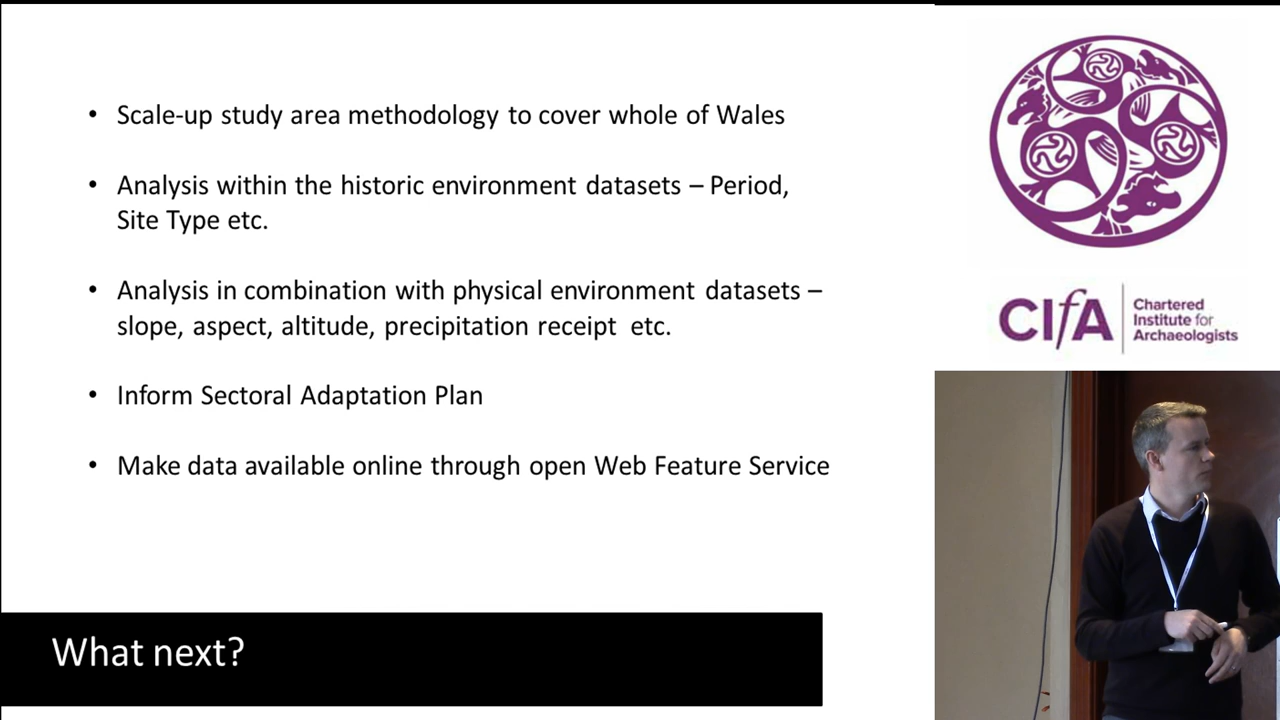 • Scale-up study area methodology to cover whole of Wales
• Analysis within the historic environment datasets – Period,
Site Type etc.
• Analysis in combination with physical environment datasets –
slope, aspect, altitude, precipitation receipt etc.
• Inform Sectoral Adaptation Plan
• Make data available online through open Web Feature Service
What next?
CIfA
Chartered
Institute for
Archaeologists